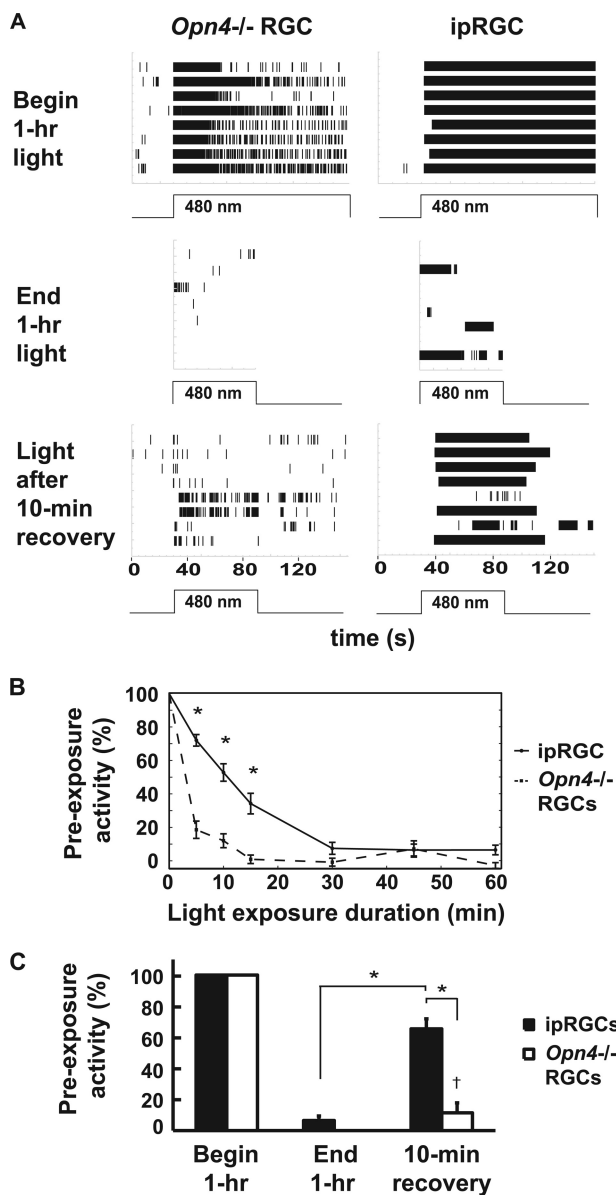 A
Opn4-/- RGC
ipRGC
Begin
1-hr
light
480 nm
480 nm
End
1-hr
light
480 nm
480 nm
Light
after
10-min
recovery
0 40 80 120
0 40 80 120
480 nm
480 nm
time (s)
B
Pre-exposure
activity (%)
100
80
60
40
20
0
* * *
ipRGC
Opn4-/-
RGCs
0 10 20 30 40 50 60
Light exposure duration (min)
C
Pre-exposure
activity (%)
100
80
60
40
20
0
* *
†
ipRGCs
Opn4-/-
RGCs
Begin
1-hr
End
1-hr
10-min
recovery